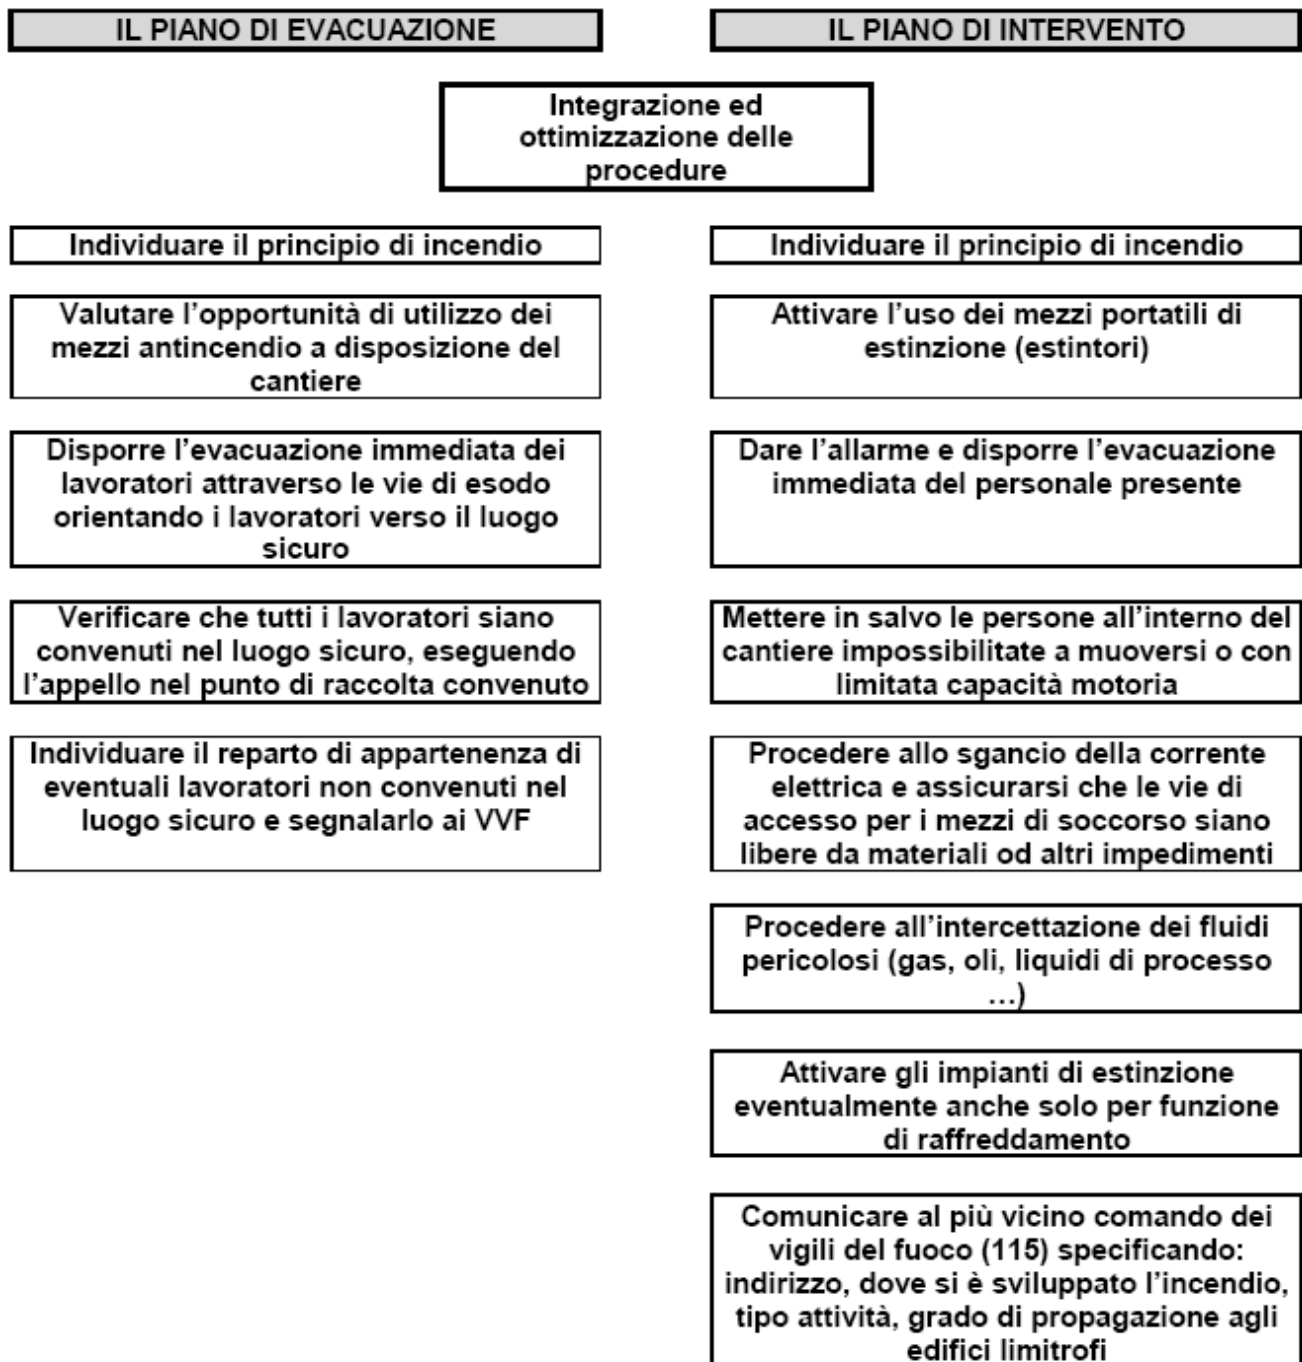 IL PIANO DI EVACUAZIONE
IL PIANO DI INTERVENTO
Integrazione ed
ottimizzazione delle
procedure
Individuare il principio di incendio
Valutare l’opportunità di utilizzo dei
mezzi antincendio a disposizione del
cantiere
Disporre l’evacuazione immediata dei
lavoratori attraverso le vie di esodo
orientando i lavoratori verso il luogo
sicuro
Verificare che tutti i lavoratori siano
convenuti nel luogo sicuro, eseguendo
l’appello nel punto di raccolta convenuto
Individuare il reparto di appartenenza di
eventuali lavoratori non convenuti nel
luogo sicuro e segnalarlo ai VVF
Individuare il principio di incendio
Attivare l’uso dei mezzi portatili di
estinzione (estintori)
Dare l’allarme e disporre l’evacuazione
immediata del personale presente
Mettere in salvo le persone all’interno del
cantiere impossibilitate a muoversi o con
limitata capacità motoria
Procedere allo sgancio della corrente
elettrica e assicurarsi che le vie di
accesso per i mezzi di soccorso siano
libere da materiali od altri impedimenti
Procedere all’intercettazione dei fluidi
pericolosi (gas, oli, liquidi di processo
…)
Attivare gli impianti di estinzione
eventualmente anche solo per funzione
di raffreddamento
Comunicare al più vicino comando dei
vigili del fuoco (115) specificando:
indirizzo, dove si è sviluppato l’incendio,
tipo attività, grado di propagazione agli
edifici limitrofi